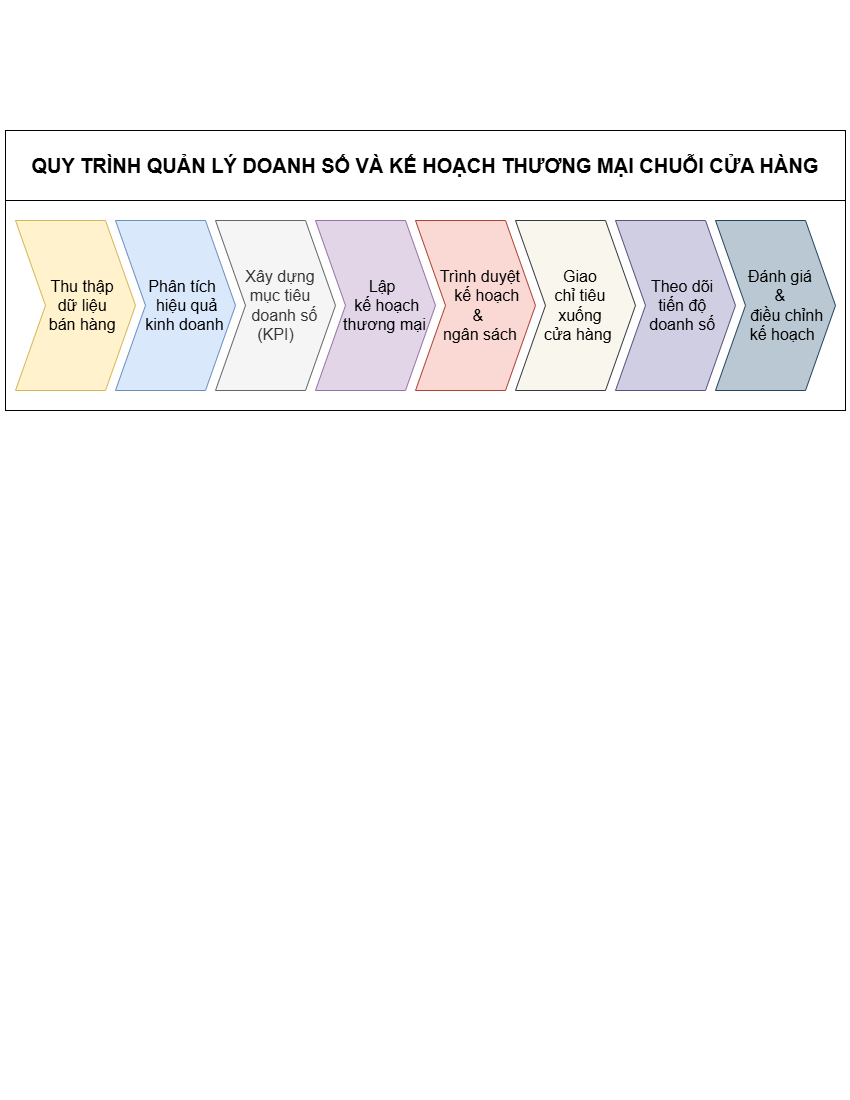 QUY TRÌNH QUẢN LÝ DOANH SỐ VÀ KẾ HOẠCH THƯƠNG MẠI CHUỖI CỬA HÀNG
Thu thập
dữ liệu
bán hàng
Phân tích
hiệu quả
kinh doanh
Xây dựng
mục tiêu
doanh số
(KPI)
Lập
kế hoạch
thương mại
Trình duyệt
kế hoạch
&
ngân sách
Giao
chỉ tiêu
xuống
cửa hàng
Theo dõi
tiến độ
doanh số
Đánh giá
&
điều chỉnh
kế hoạch